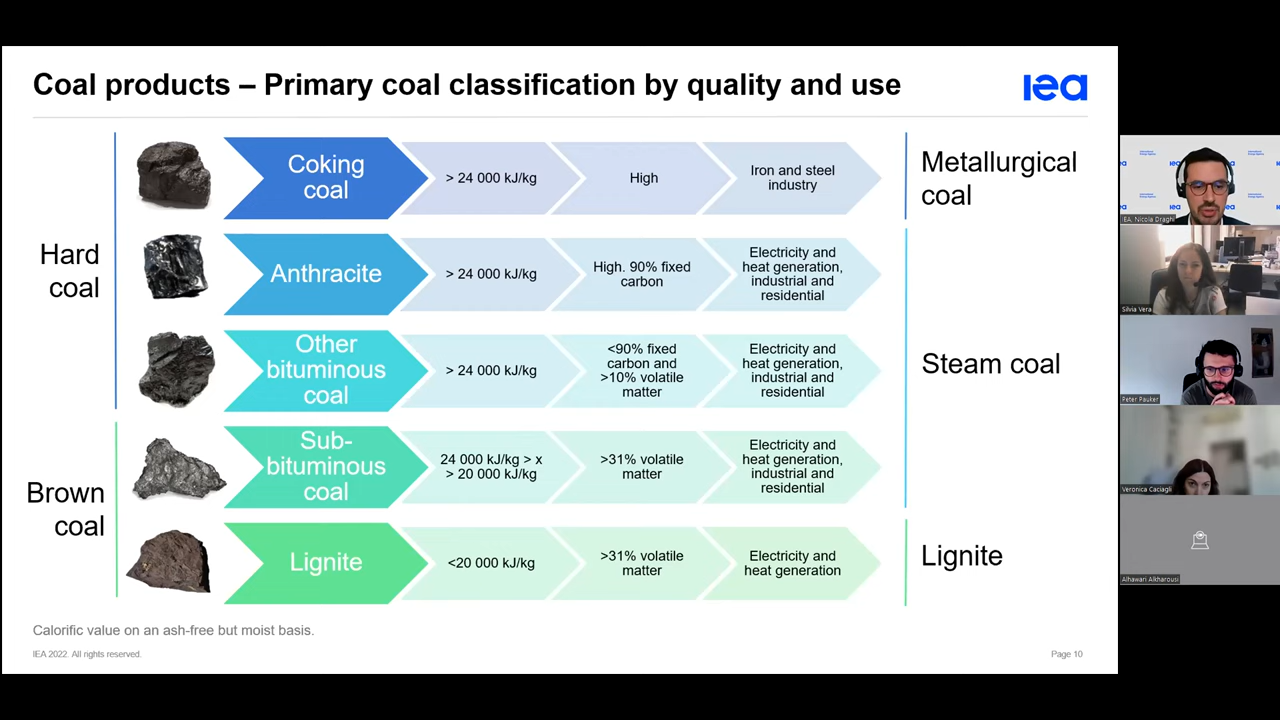 Coal products – Primary coal classification by quality and use
iea
Hard
coal
Coking
coal
> 24 000 kJ/kg
High
Iron and steel
industry
Metallurgical
coal
Anthracite
> 24 000 kJ/kg
High. 90% fixed
carbon
Electricity and
heat generation,
industrial and
residential
Other
bituminous
coal
> 24 000 kJ/kg
<90% fixed
carbon and
>10% volatile
matter
Electricity and
heat generation,
industrial and
residential
Steam coal
Brown
coal
Sub-
bituminous
coal
24 000 kJ/kg > x
> 20 000 kJ/kg
>31% volatile
matter
Electricity and
heat generation,
industrial and
residential
Lignite
<20 000 kJ/kg
>31% volatile
matter
Electricity and
heat generation
Lignite
Calorific value on an ash-free but moist basis.
IEA 2022. All rights reserved.
Page 10
IEA, Nicola Draghi
Silvia Vera
Peter Pauker
Veronica Caciagli
Alhawari Alkharousi